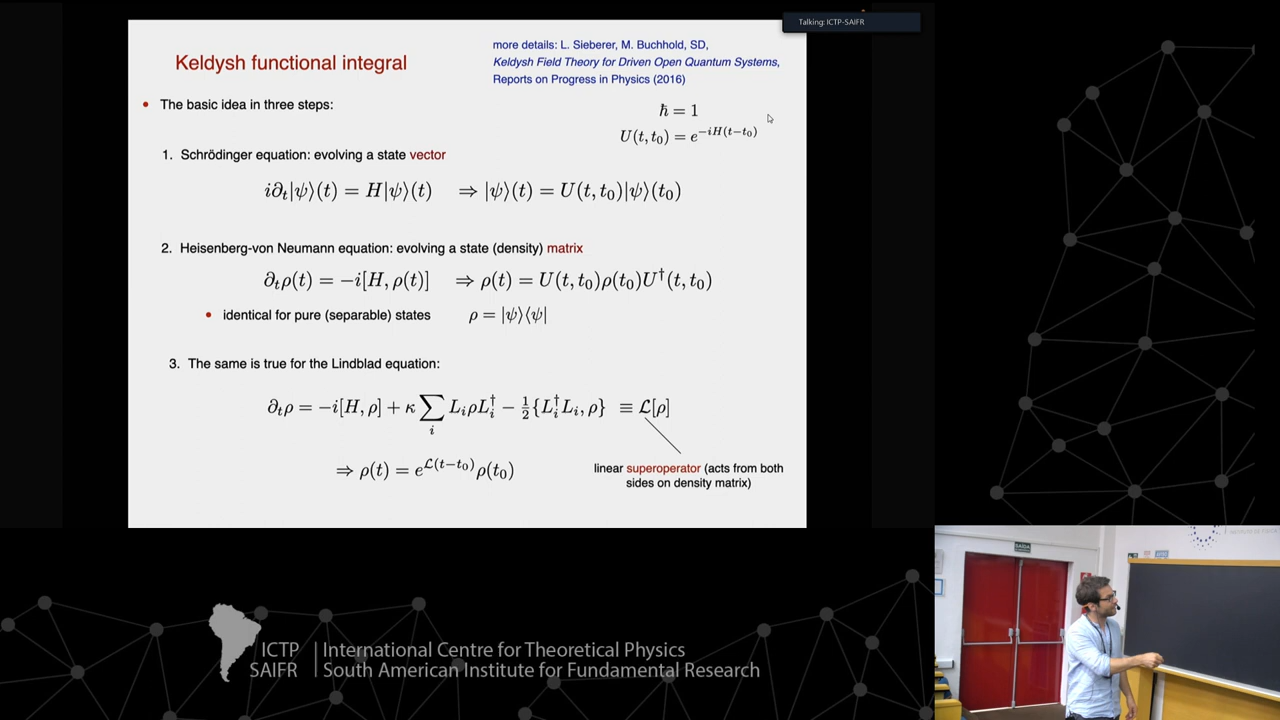 Talking: ICTP-SAIFR
Keldysh functional integral
more details: L. Sieberer, M. Buchhold, SD,
Keldysh Field Theory for Driven Open Quantum Systems,
Reports on Progress in Physics (2016)
• The basic idea in three steps:
ℏ = 1
U(t, t₀) = e^{−iH(t−t₀)}
1. Schrödinger equation: evolving a state vector
i∂ₜ|ψ⟩(t) = H|ψ⟩(t) ⇒ |ψ⟩(t) = U(t, t₀)|ψ⟩(t₀)
2. Heisenberg-von Neumann equation: evolving a state (density) matrix
∂ₜρ(t) = −i[H, ρ(t)] ⇒ ρ(t) = U(t, t₀)ρ(t₀)U†(t, t₀)
• identical for pure (separable) states ρ = |ψ⟩⟨ψ|
3. The same is true for the Lindblad equation:
∂ₜρ = −i[H, ρ] + κ ∑ᵢ LᵢρLᵢ† − ½{Lᵢ†Lᵢ, ρ} ≡ ℒ[ρ]
⇒ ρ(t) = e^{ℒ(t−t₀)}ρ(t₀)
linear superoperator (acts from both
sides on density matrix)
SAÍDA
ICTP
SAIFR
International Centre for Theoretical Physics
South American Institute for Fundamental Research